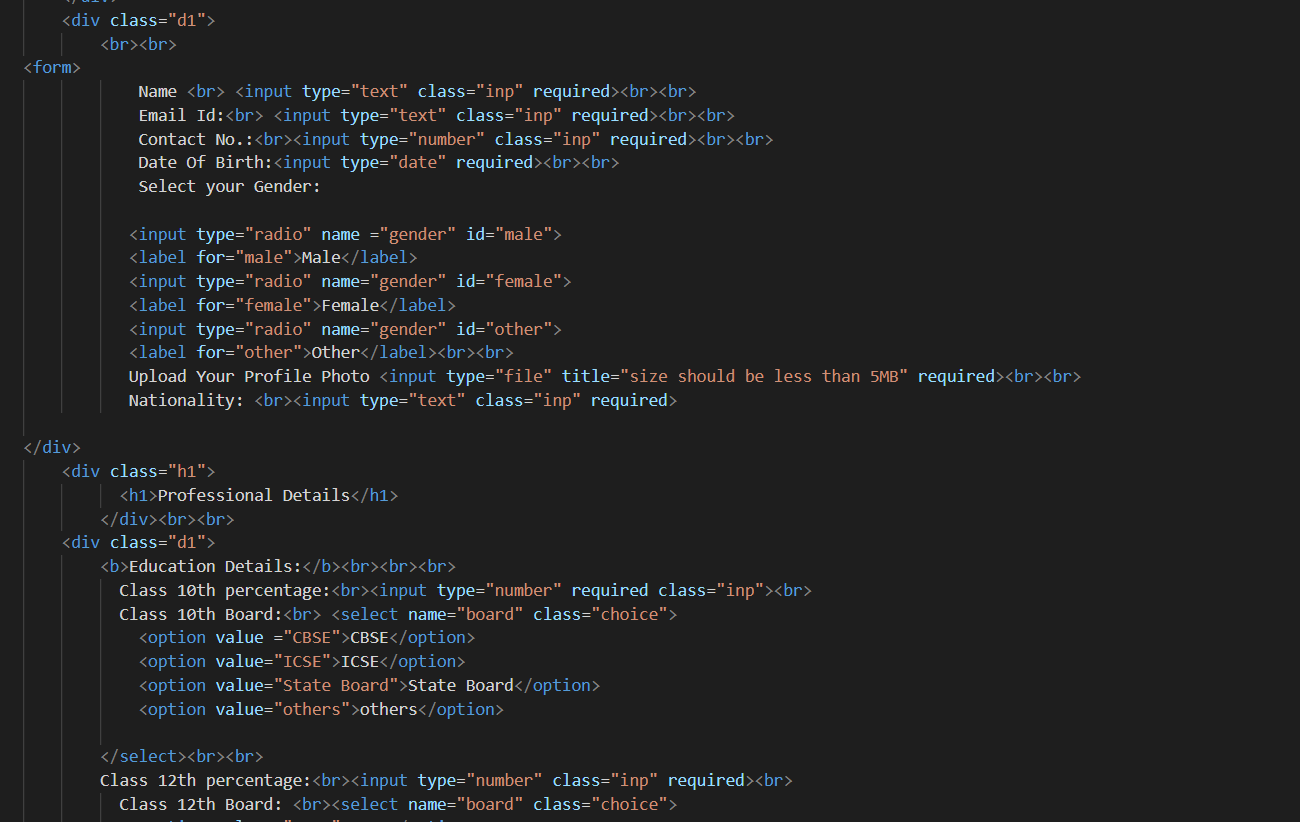 <div class="d1">
<br><br>
<form>
Name <br> <input type="text" class="inp" required><br><br>
Email Id:<br> <input type="text" class="inp" required><br><br>
Contact No.:<br><input type="number" class="inp" required><br><br>
Date Of Birth:<input type="date" required><br><br>
Select your Gender:
<input type="radio" name ="gender" id="male">
<label for="male">Male</label>
<input type="radio" name="gender" id="female">
<label for="female">Female</label>
<input type="radio" name="gender" id="other">
<label for="other">Other</label><br><br>
Upload Your Profile Photo <input type="file" title="size should be less than 5MB" required><br><br>
Nationality: <br><input type="text" class="inp" required>
</div>
<div class="h1">
<h1>Professional Details</h1>
</div><br><br>
<div class="d1">
<b>Education Details:</b><br><br><br>
Class 10th percentage:<br><input type="number" required class="inp"><br>
Class 10th Board:<br> <select name="board" class="choice">
<option value ="CBSE">CBSE</option>
<option value="ICSE">ICSE</option>
<option value="State Board">State Board</option>
<option value="others">others</option>
</select><br><br>
Class 12th percentage:<br><input type="number" class="inp" required><br>
Class 12th Board: <br><select name="board" class="choice">